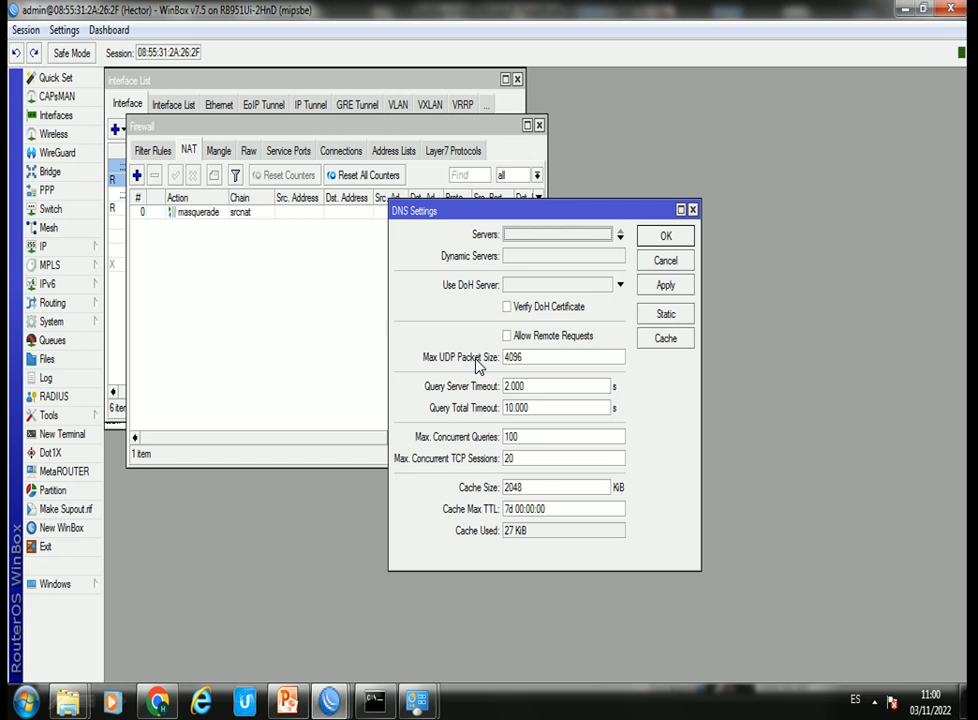 admin@08:55:31:2A:26:2F (Hector) - WinBox v7.5 on RB951Ui-2HnD (mipsbe)
Session Settings Dashboard
Safe Mode Session: 08:55:31:2A:26:2F
Quick Set
CAPsMAN
Interfaces
Wireless
WireGuard
Bridge
PPP
Switch
Mesh
IP
MPLS
IPv6
Routing
System
Queues
Files
Log
RADIUS
Tools
New Terminal
Dot1X
MetaROUTER
Partition
Make Supout.rif
New WinBox
Exit
Windows
RouterOS WinBox
Interface List
Interface Interface List Ethernet EoIP Tunnel IP Tunnel GRE Tunnel VLAN VXLAN VRRP ...
R
R
X
Firewall
Filter Rules NAT Mangle Raw Service Ports Connections Address Lists Layer7 Protocols
Reset Counters Reset All Counters Find all
# Action Chain Src. Address Dst. Address
0 masquerade srcnat
1 item
DNS Settings
Servers:
Dynamic Servers:
Use DoH Server:
Verify DoH Certificate
Allow Remote Requests
Max UDP Packet Size: 4096
Query Server Timeout: 2.000 s
Query Total Timeout: 10.000 s
Max. Concurrent Queries: 100
Max. Concurrent TCP Sessions: 20
Cache Size: 2048 KiB
Cache Max TTL: 7d 00:00:00
Cache Used: 27 KiB
OK
Cancel
Apply
Static
Cache
ES
11:00
03/11/2022